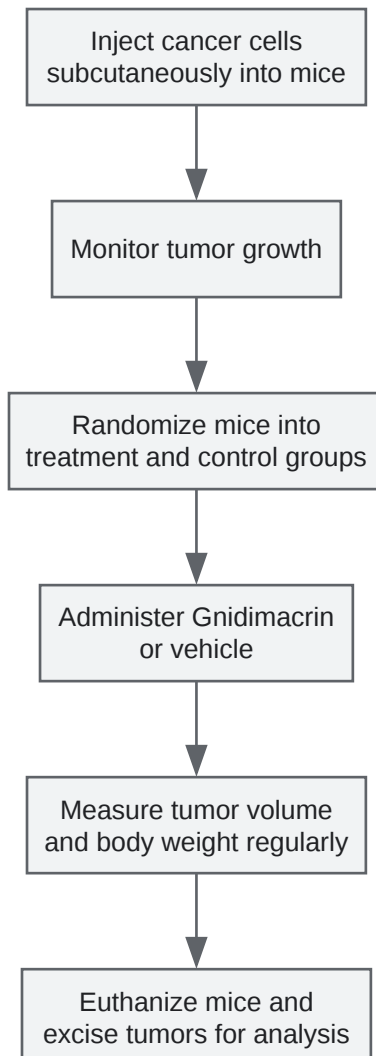 Inject cancer cells
subcutaneously into mice
Monitor tumor growth
Randomize mice into
treatment and control groups
Administer Gnidimacrin
or vehicle
Measure tumor volume
and body weight regularly
Euthanize mice and
excise tumors for analysis